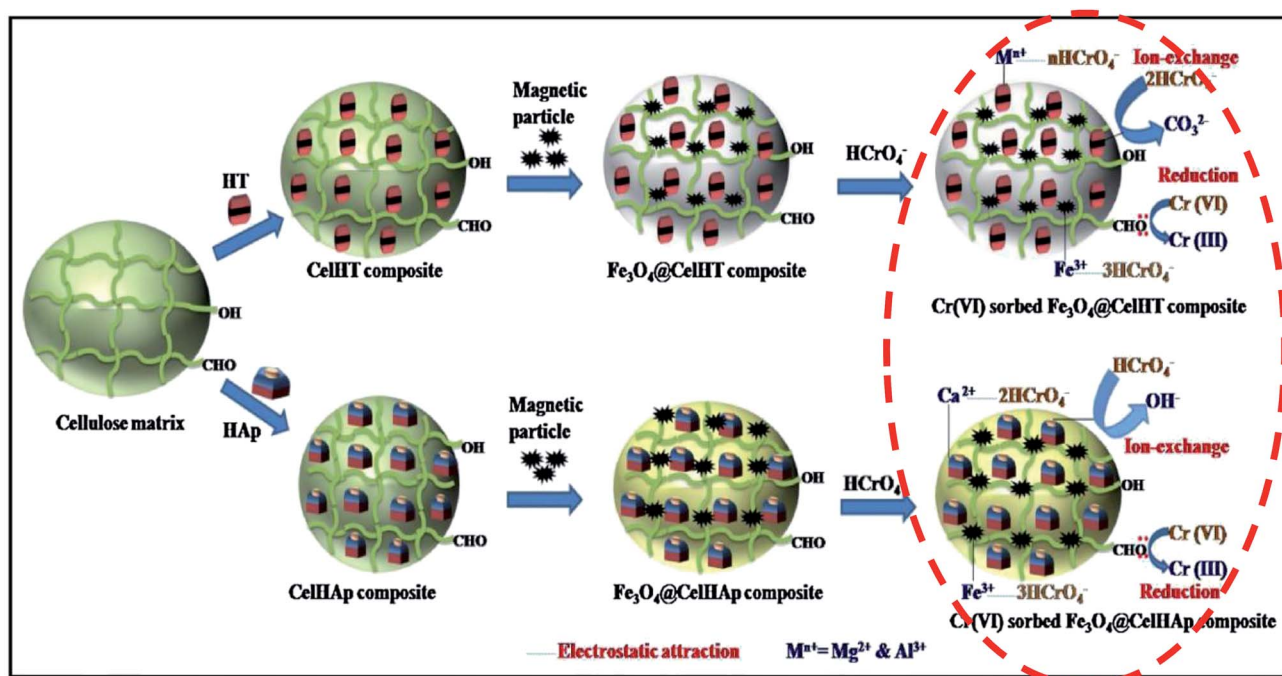 HT
OH
CHO
Cellulose matrix
HAp
OH
CHO
CelHT composite
Magnetic
particle
OH
CHO
Fe₃O₄@CelHT composite
HCrO₄⁻
Mⁿ⁺ nHCrO₄⁻
Ion-exchange
2HCrO₄⁻
CO₃²⁻
OH
Reduction
Cr (VI)
CHO
Cr (III)
Fe³⁺ 3HCrO₄⁻
Cr(VI) sorbed Fe₃O₄@CelHT composite
OH
CHO
CelHAp composite
Magnetic
particle
OH
CHO
Fe₃O₄@CelHAp composite
HCrO₄
HCrO₄⁻
Ca²⁺ 2HCrO₄⁻
OH⁻
Ion-exchange
OH
Cr (VI)
CHO
Cr (III)
Fe³⁺ 3HCrO₄⁻
Reduction
Cr(VI) sorbed Fe₃O₄@CelHAp composite
Electrostatic attraction Mⁿ⁺= Mg²⁺ & Al³⁺